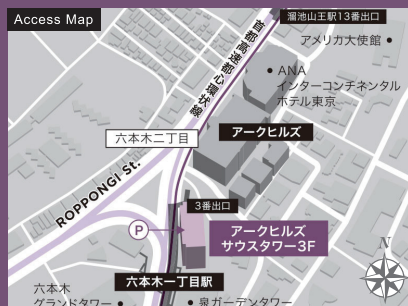 Access Map
溜池山王駅13番出口
アメリカ大使館
首都高速都心環状線
ANA
インターコンチネンタル
ホテル東京
六本木二丁目
アークヒルズ
ROPPONGI St.
3番出口
P
アークヒルズ
サウスタワー3F
N
六本木一丁目駅
六本木
グランドタワー
泉ガーデンタワー